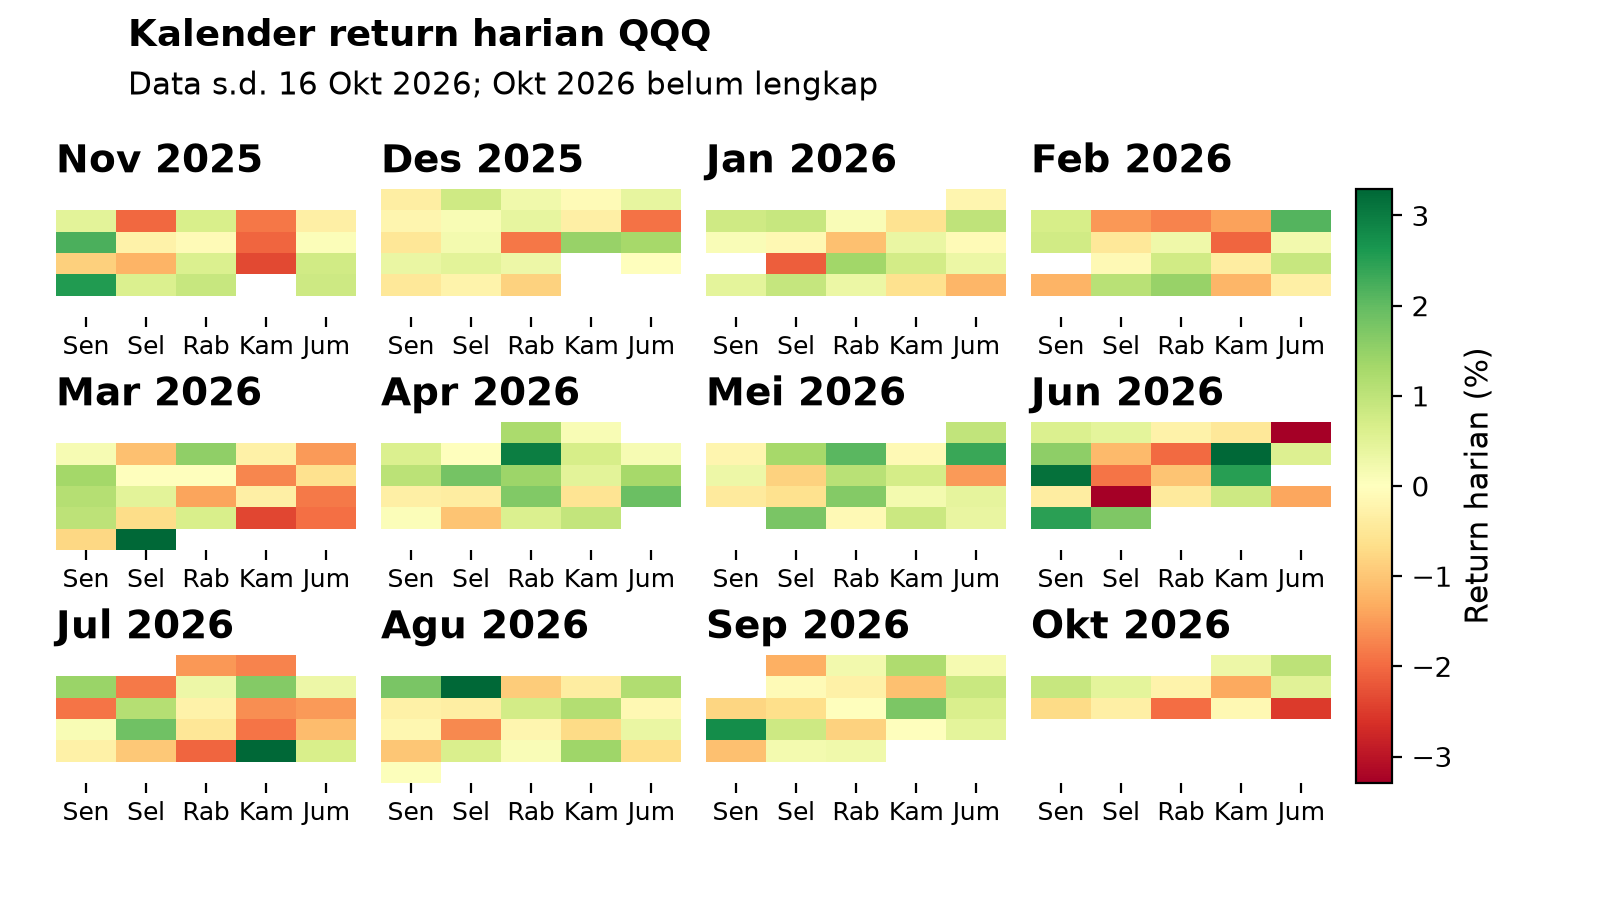 Kalender return harian QQQ
Data s.d. 16 Okt 2026; Okt 2026 belum lengkap
Nov 2025 Des 2025 Jan 2026 Feb 2026
Sen Sel Rab Kam Jum Sen Sel Rab Kam Jum Sen Sel Rab Kam Jum Sen Sel Rab Kam Jum
Mar 2026 Apr 2026 Mei 2026 Jun 2026
Sen Sel Rab Kam Jum Sen Sel Rab Kam Jum Sen Sel Rab Kam Jum Sen Sel Rab Kam Jum
Jul 2026 Agu 2026 Sep 2026 Okt 2026
Sen Sel Rab Kam Jum Sen Sel Rab Kam Jum Sen Sel Rab Kam Jum Sen Sel Rab Kam Jum
3
2
1
0
−1
−2
−3
Return harian (%)